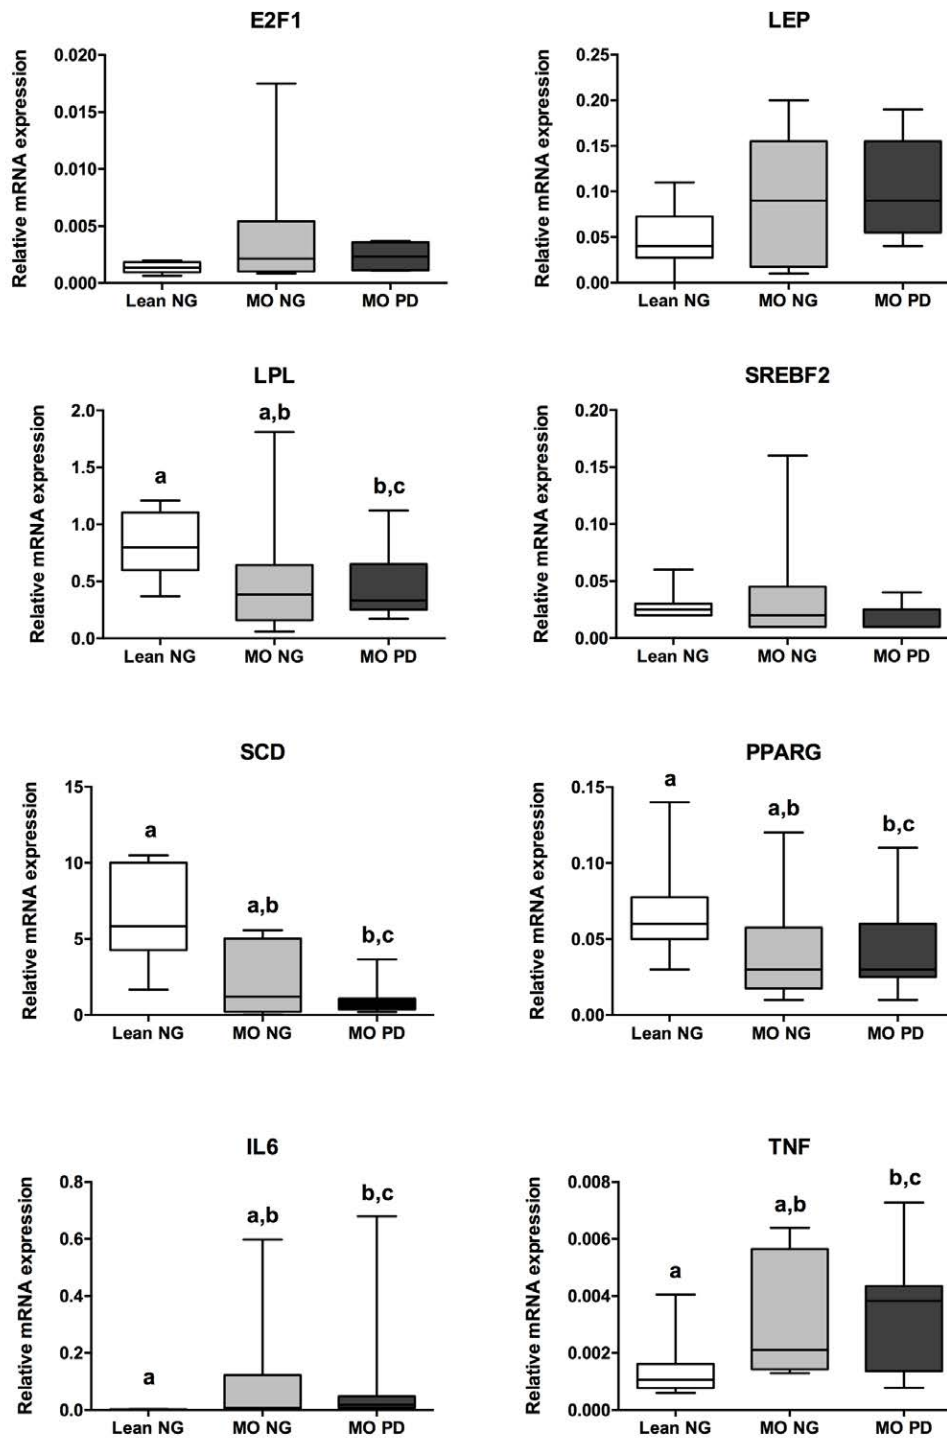 E2F1
Relative mRNA expression
0.020
0.015
0.010
0.005
0.000
Lean NG MO NG MO PD
LEP
Relative mRNA expression
0.25
0.20
0.15
0.10
0.05
0.00
Lean NG MO NG MO PD
LPL
Relative mRNA expression
2.0
1.5
1.0
0.5
0.0
a
a,b
b,c
Lean NG MO NG MO PD
SREBF2
Relative mRNA expression
0.20
0.15
0.10
0.05
0.00
Lean NG MO NG MO PD
SCD
Relative mRNA expression
15
10
5
0
a
a,b
b,c
Lean NG MO NG MO PD
PPARG
Relative mRNA expression
0.15
0.10
0.05
0.00
a
a,b
b,c
Lean NG MO NG MO PD
IL6
Relative mRNA expression
0.8
0.6
0.4
0.2
0.0
a
a,b
b,c
Lean NG MO NG MO PD
TNF
Relative mRNA expression
0.008
0.006
0.004
0.002
0.000
a
a,b
b,c
Lean NG MO NG MO PD